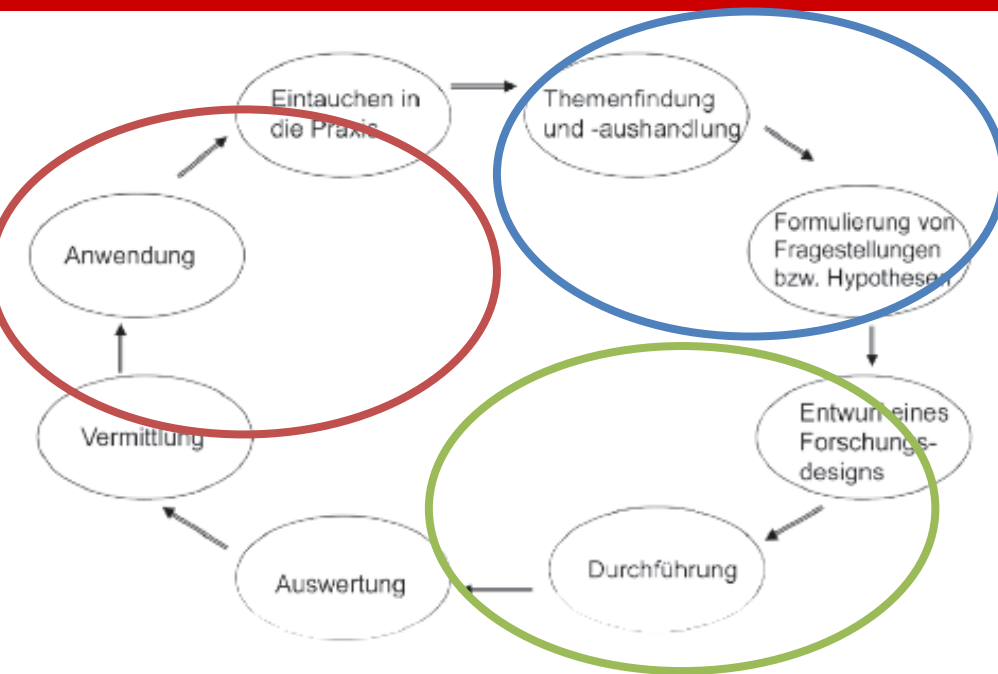 Eintauchen in
die Praxis
Themenfindung
und -aushandlung
Formulierung von
Fragestellungen
bzw. Hypothesen
Entwurf eines
Forschungs-
designs
Durchführung
Auswertung
Vermittlung
Anwendung